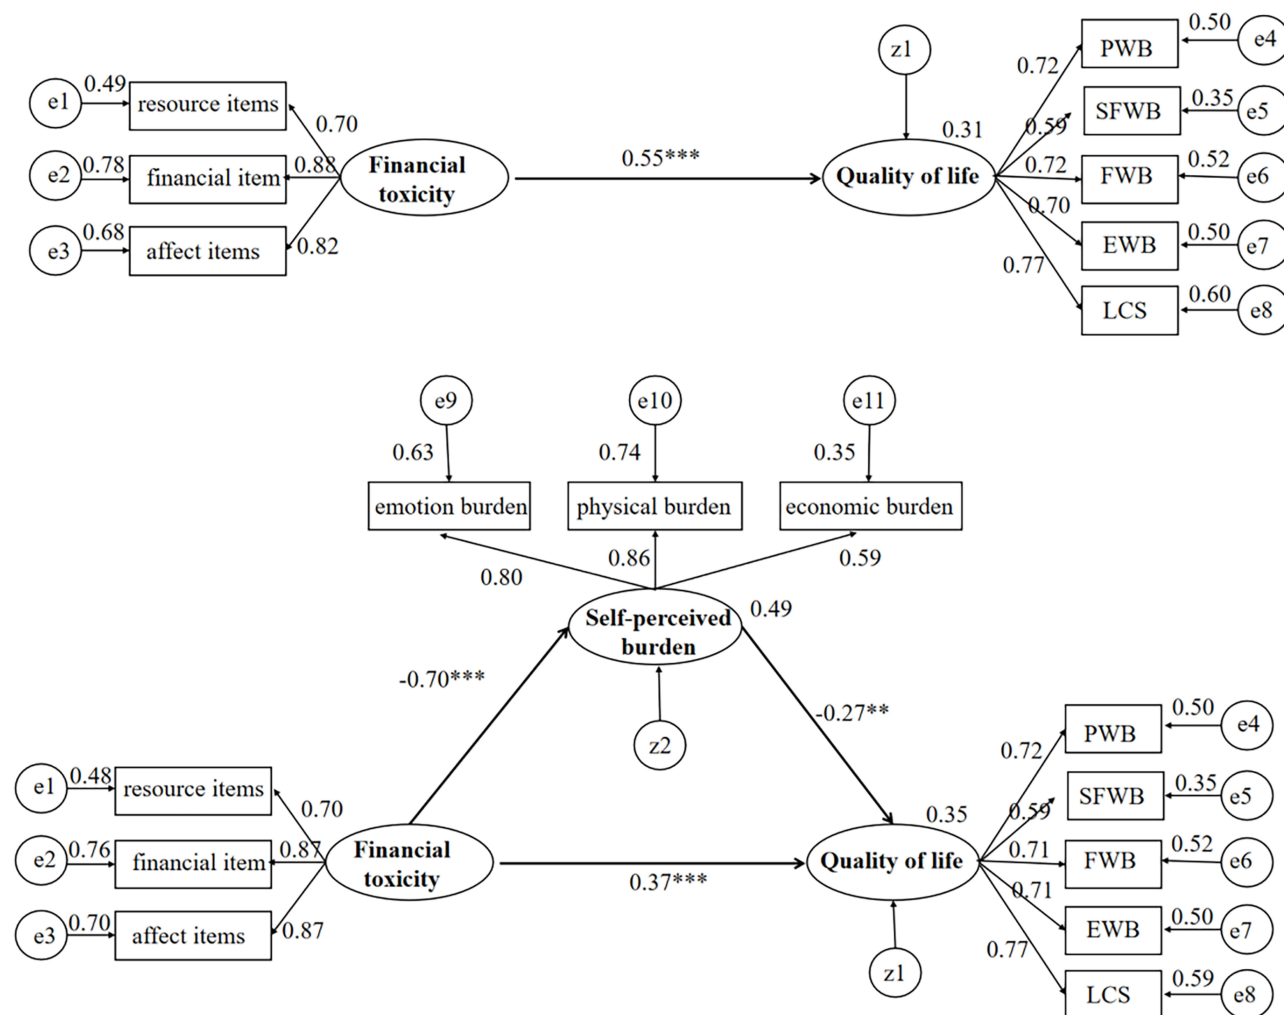 z1
PWB
0.50
e4
0.72
e1
0.49
resource items
0.70
0.31
SFWB
0.35
e5
0.59
e2
0.78
financial item
0.88
Financial
toxicity
0.55***
Quality of life
0.72
FWB
0.52
e6
0.70
e3
0.68
affect items
0.82
EWB
0.50
e7
0.77
LCS
0.60
e8
e9
e10
e11
0.63
0.74
0.35
emotion burden
physical burden
economic burden
0.80
0.86
0.59
Self-perceived
burden
0.49
-0.70***
-0.27**
z2
PWB
0.50
e4
0.72
e1
0.48
resource items
0.70
0.35
SFWB
0.35
e5
0.59
e2
0.76
financial item
0.87
Financial
toxicity
0.37***
Quality of life
0.71
FWB
0.52
e6
0.71
e3
0.70
affect items
0.87
EWB
0.50
e7
0.77
z1
LCS
0.59
e8